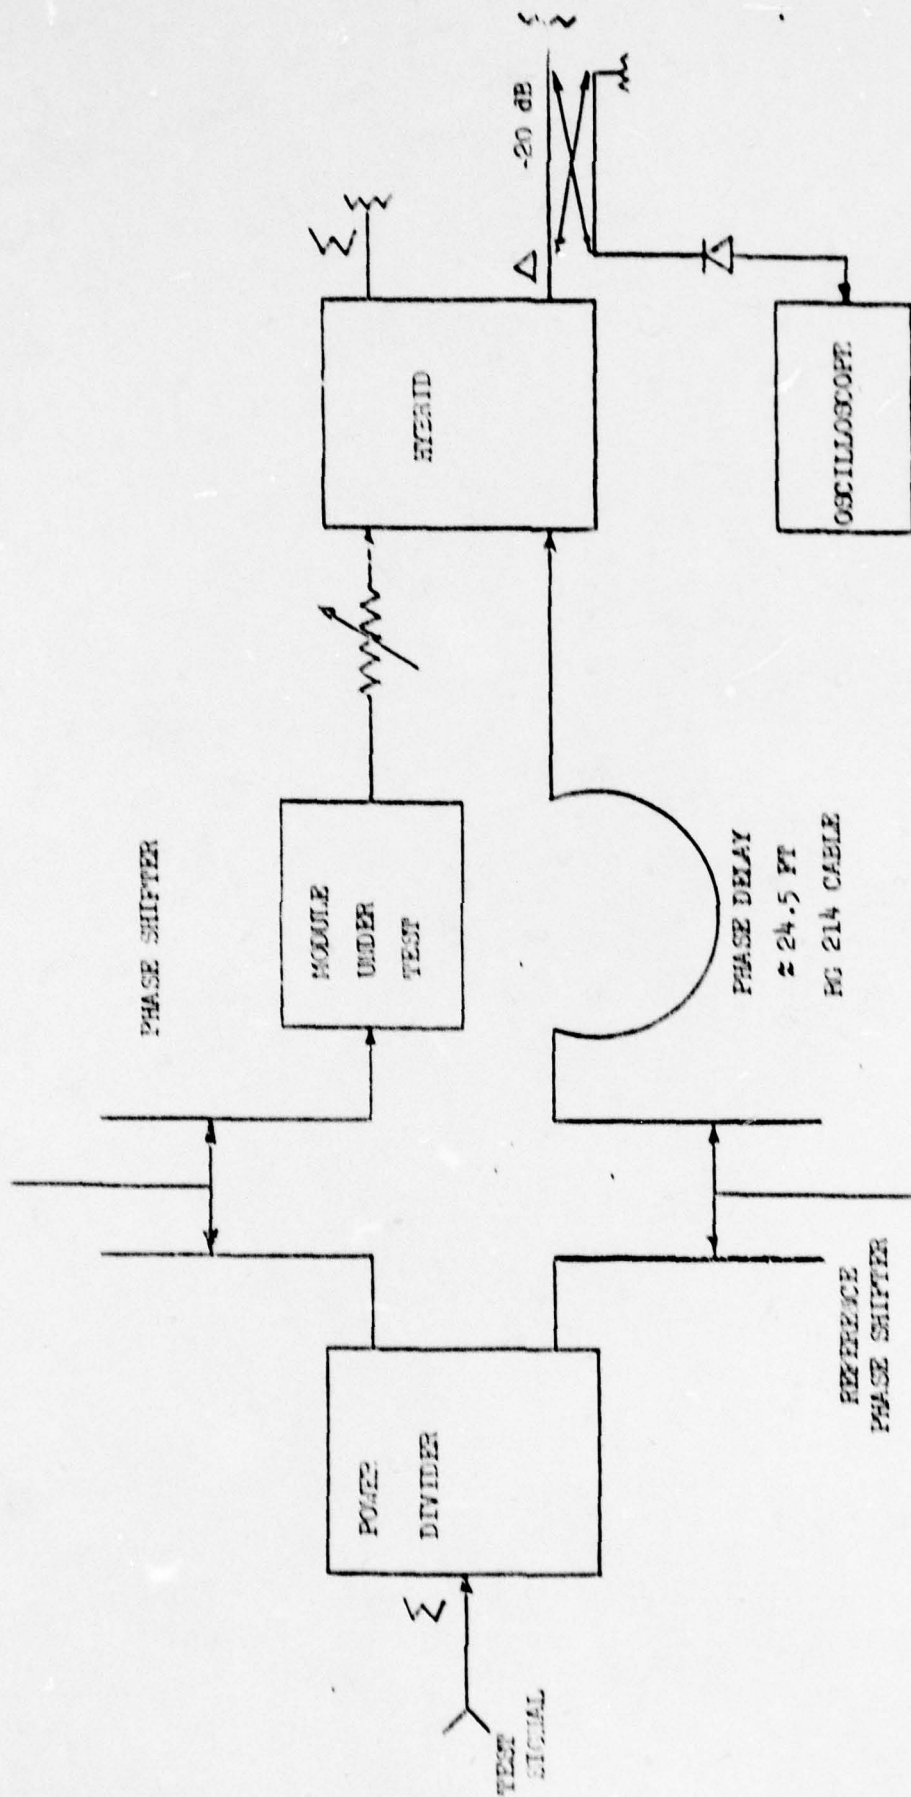 TEST
SIGNAL
Σ
POWER
DIVIDER
PHASE SHIFTER
REFERENCE
PHASE SHIFTER
MODULE
UNDER
TEST
PHASE DELAY
≈ 24.5 FT
RG 214 CABLE
HYBRID
Σ
Δ
-20 dB
OSCILLOSCOPE